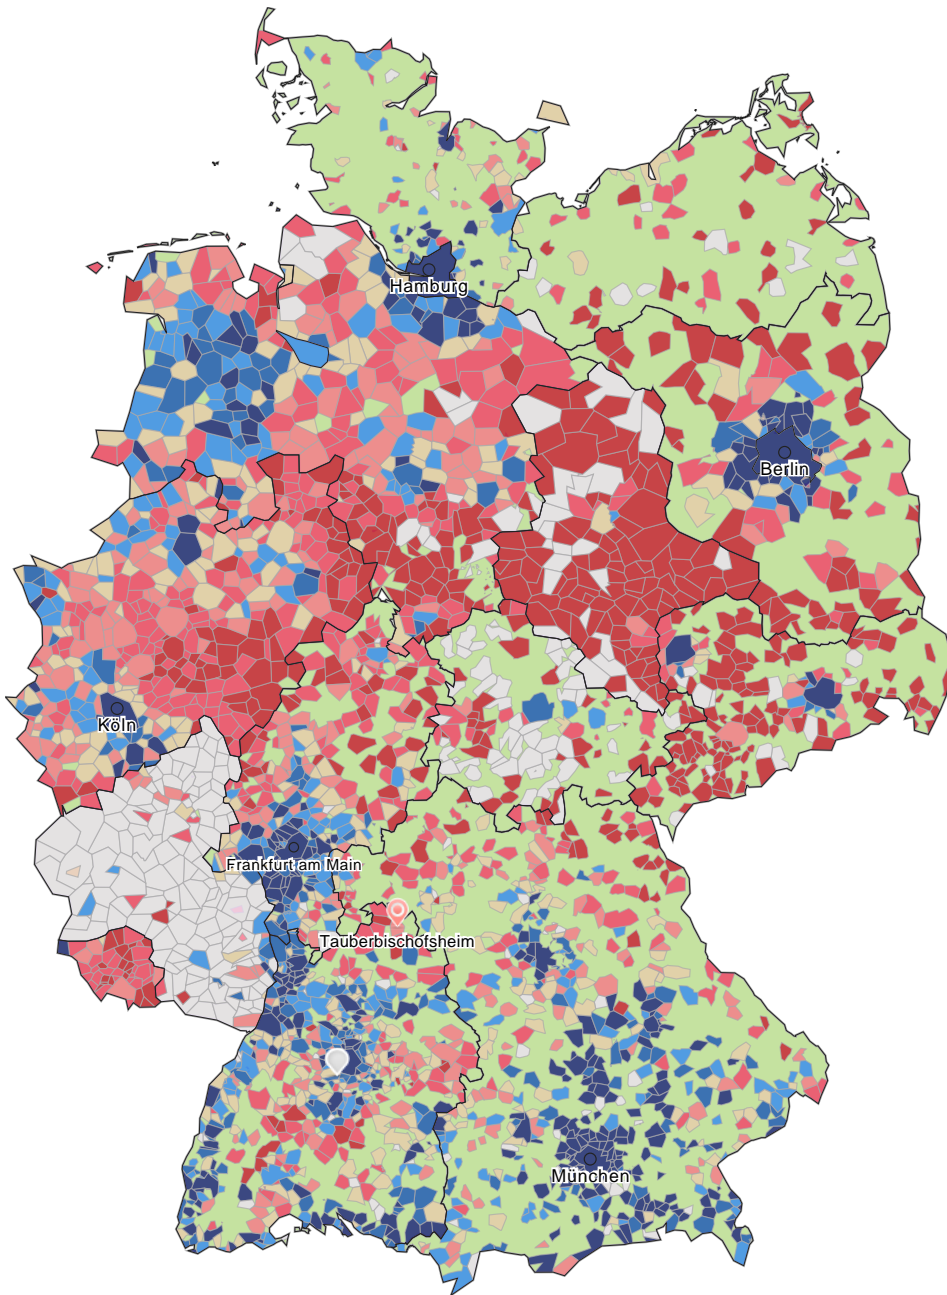 Hamburg
Berlin
Köln
Frankfurt am Main
Tauberbischofsheim
München